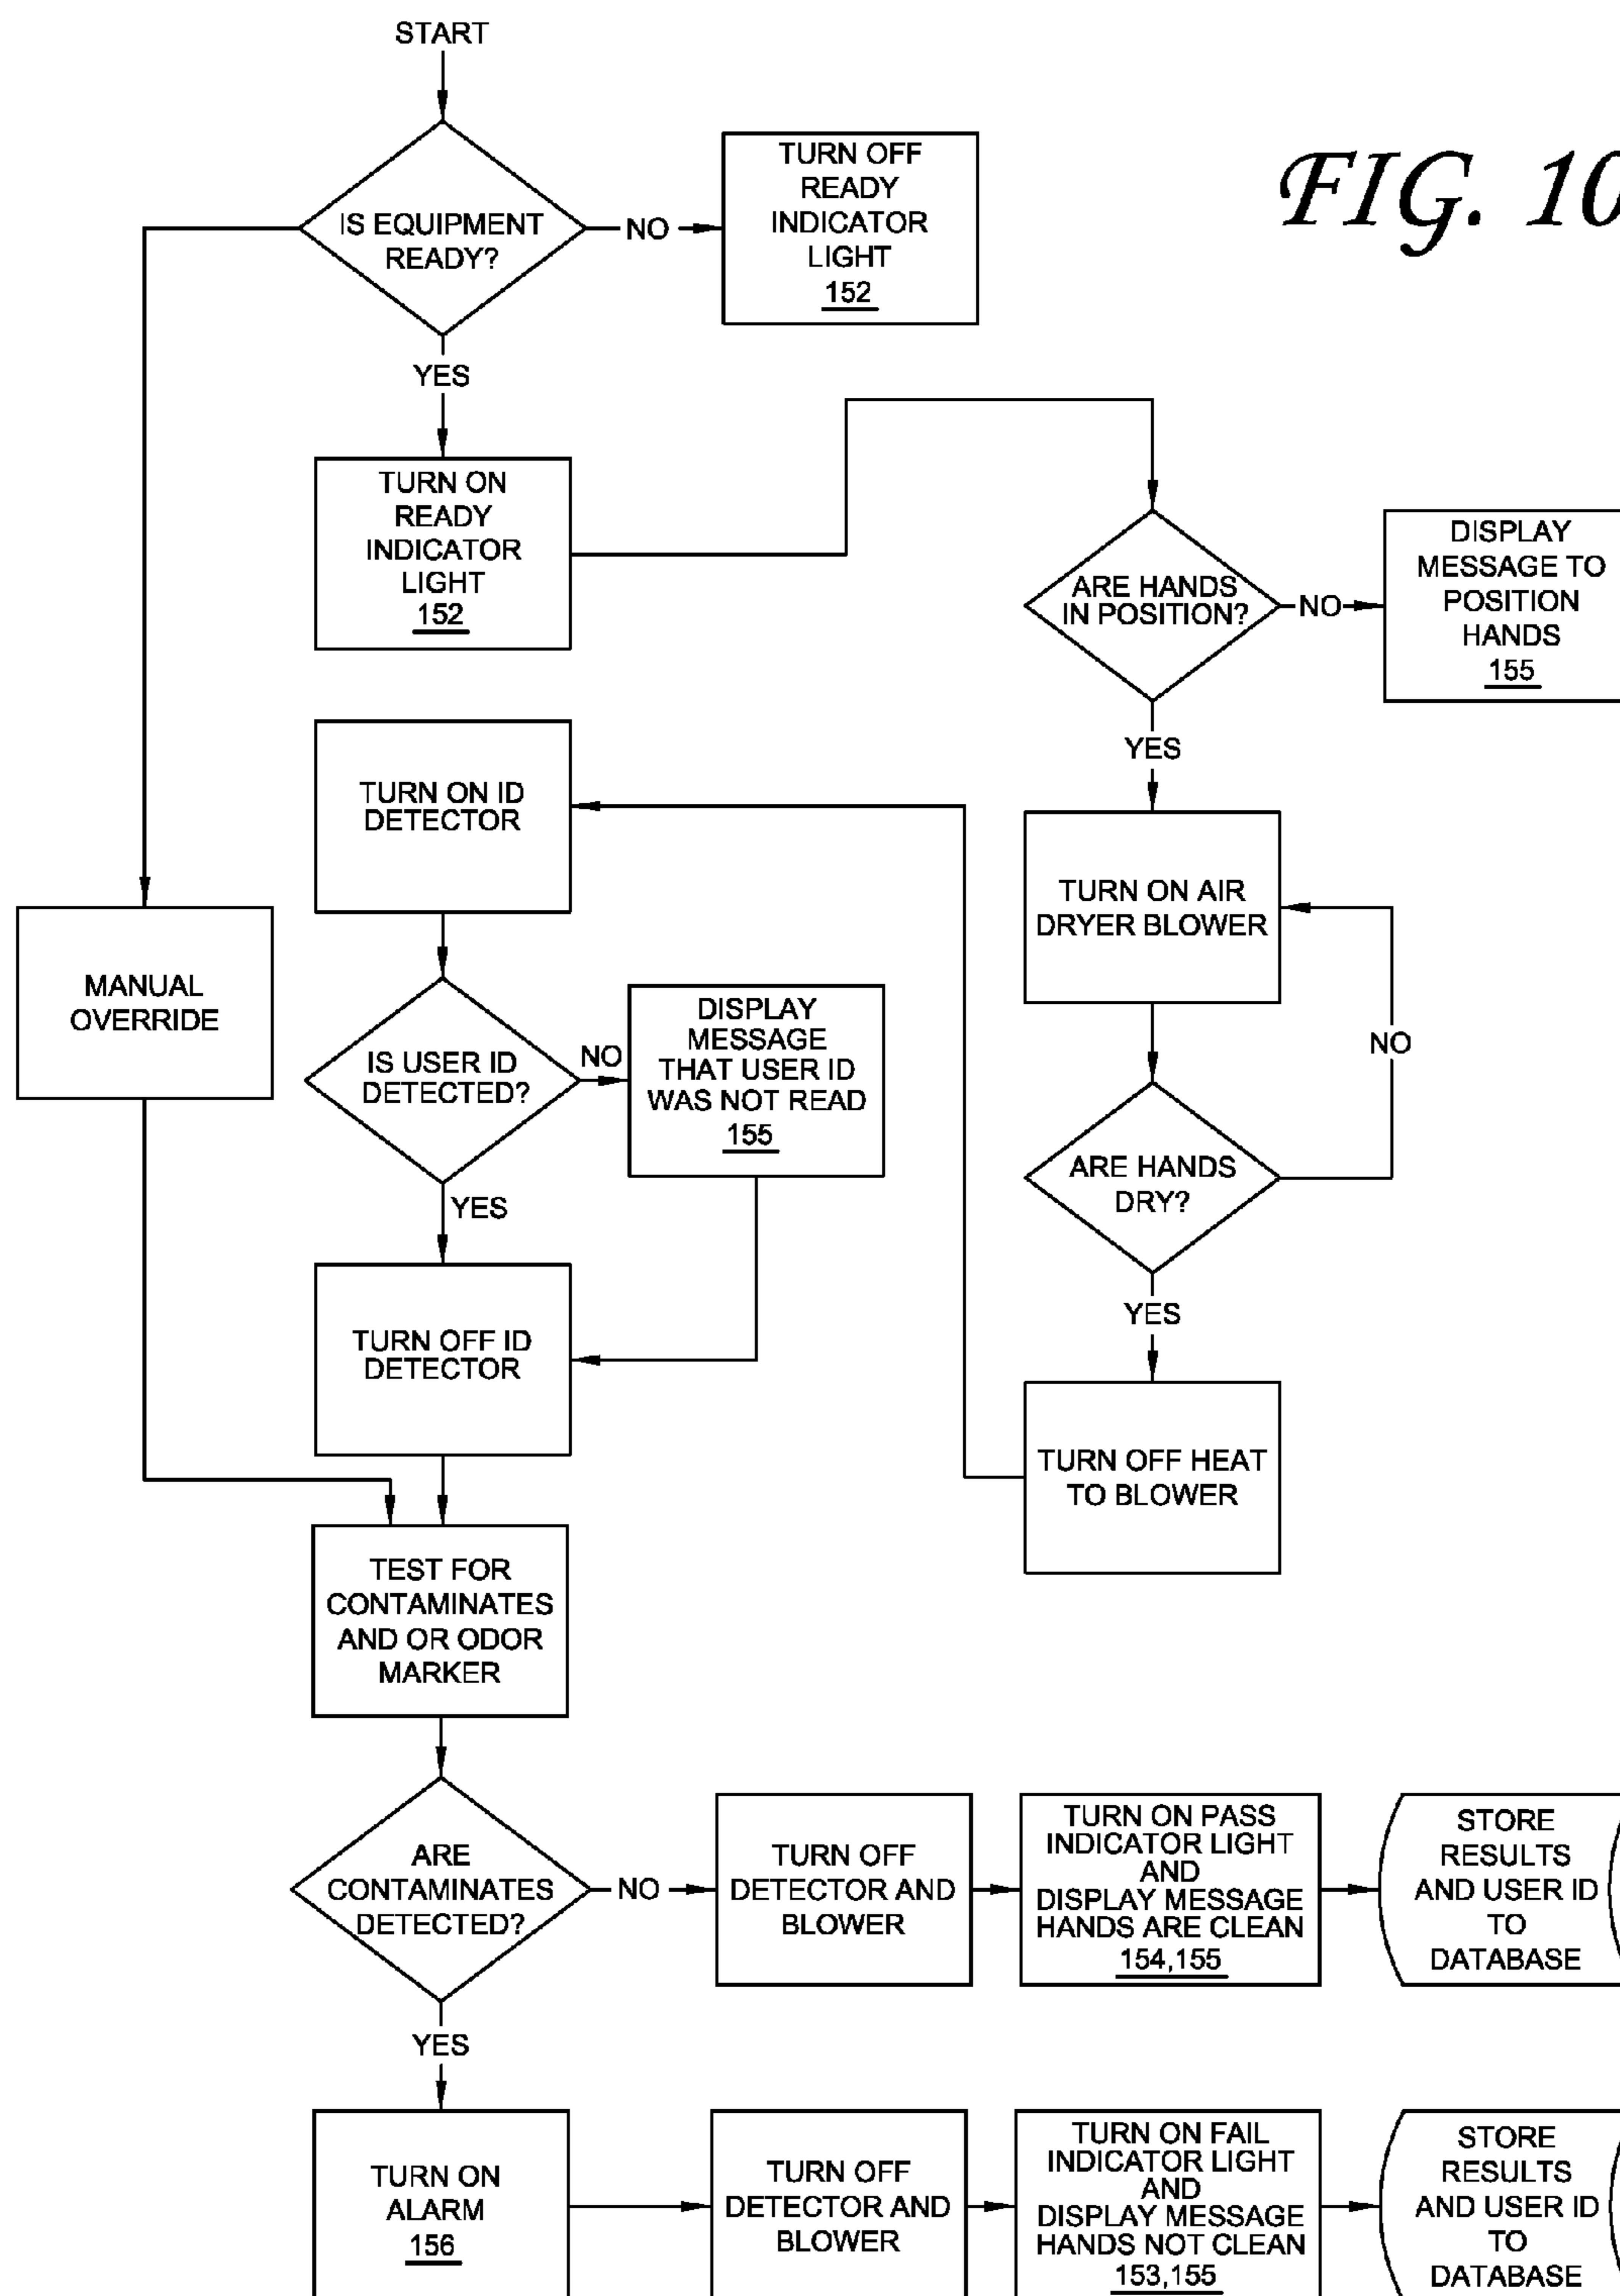 START
FIG. 10
IS EQUIPMENT
READY?
NO
TURN OFF
READY
INDICATOR
LIGHT
152
YES
TURN ON
READY
INDICATOR
LIGHT
152
ARE HANDS
IN POSITION?
NO
DISPLAY
MESSAGE TO
POSITION
HANDS
155
YES
TURN ON AIR
DRYER BLOWER
NO
ARE HANDS
DRY?
YES
TURN OFF HEAT
TO BLOWER
TURN ON ID
DETECTOR
MANUAL
OVERRIDE
IS USER ID
DETECTED?
NO
DISPLAY
MESSAGE
THAT USER ID
WAS NOT READ
155
YES
TURN OFF ID
DETECTOR
TEST FOR
CONTAMINATES
AND OR ODOR
MARKER
ARE
CONTAMINATES
DETECTED?
NO
TURN OFF
DETECTOR AND
BLOWER
TURN ON PASS
INDICATOR LIGHT
AND
DISPLAY MESSAGE
HANDS ARE CLEAN
154,155
STORE
RESULTS
AND USER ID
TO
DATABASE
YES
TURN ON
ALARM
156
TURN OFF
DETECTOR AND
BLOWER
TURN ON FAIL
INDICATOR LIGHT
AND
DISPLAY MESSAGE
HANDS NOT CLEAN
153,155
STORE
RESULTS
AND USER ID
TO
DATABASE